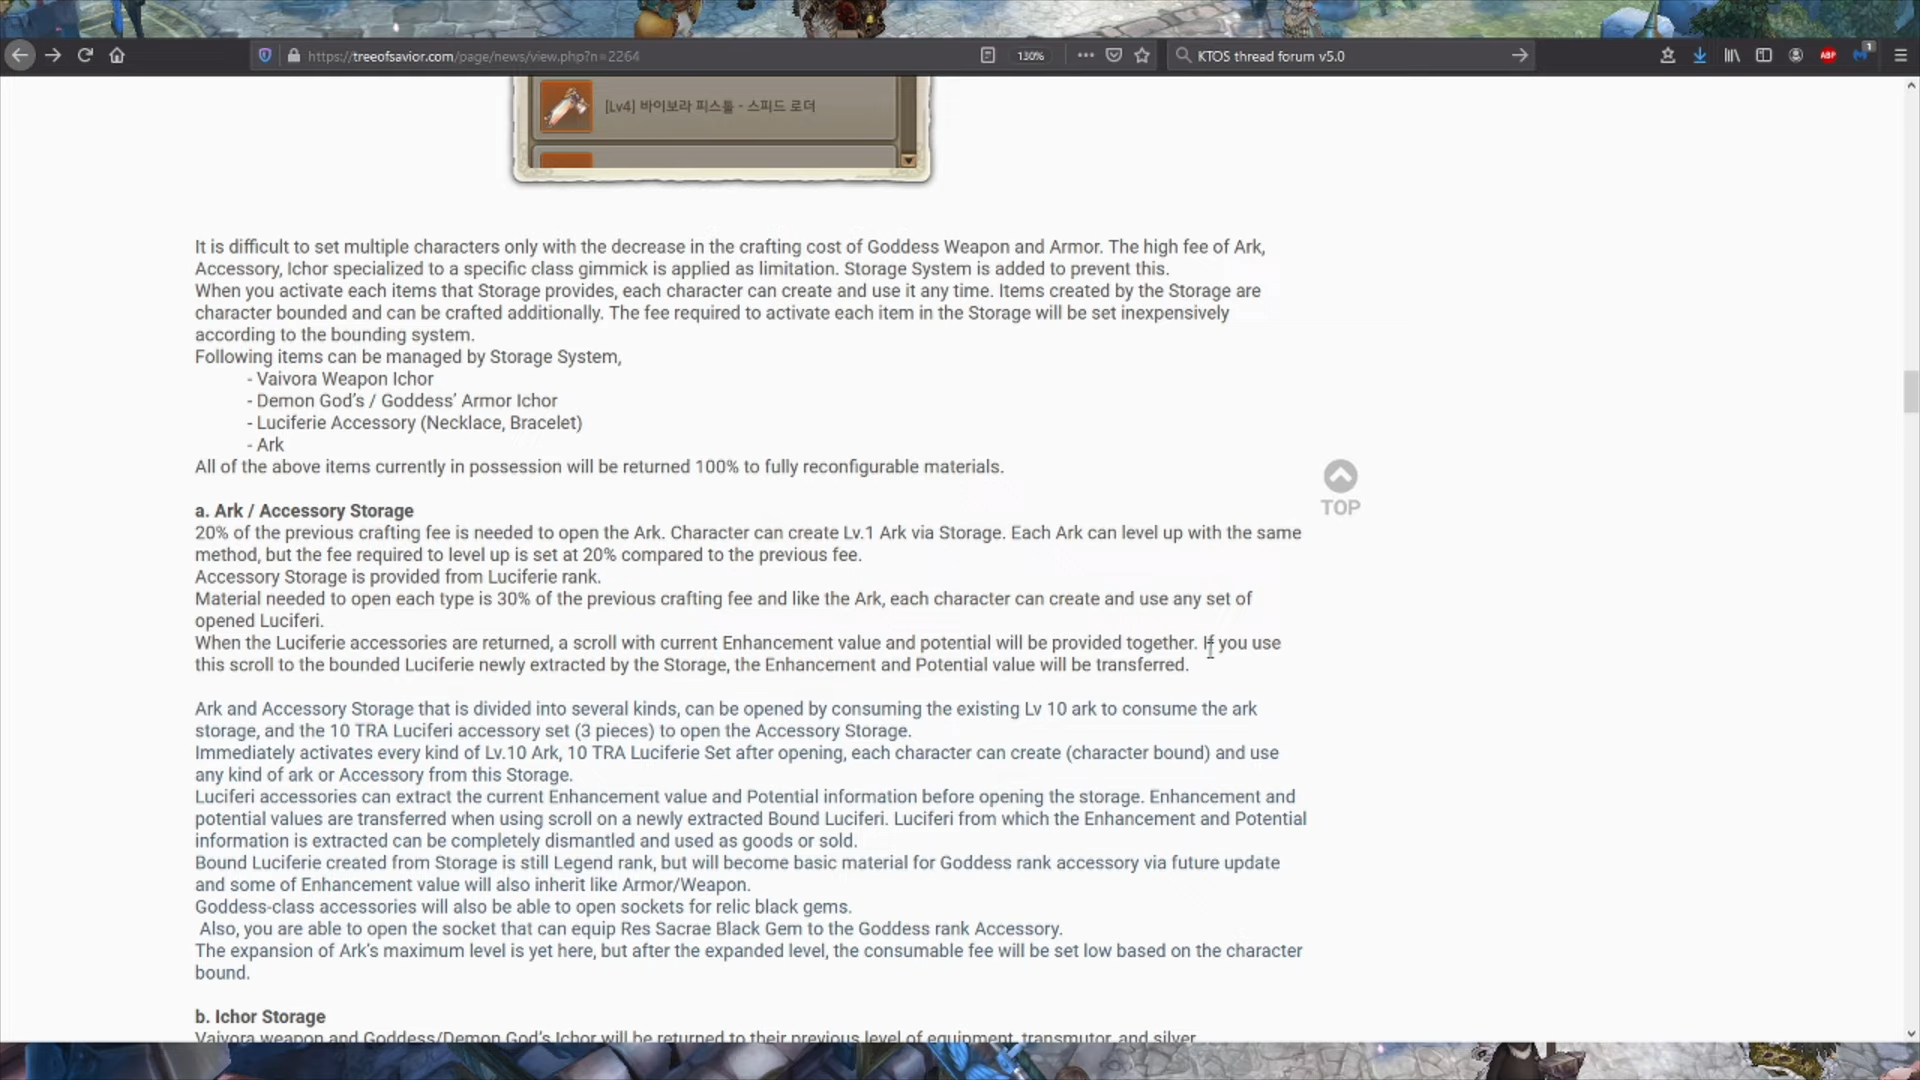 https://treeofsavior.com/page/news/view.php?n=2264
130%
KTOS thread forum v5.0
ABP
1
[Lv4] 바이보라 피스톨 - 스피드 로더
It is difficult to set multiple characters only with the decrease in the crafting cost of Goddess Weapon and Armor. The high fee of Ark,
Accessory, Ichor specialized to a specific class gimmick is applied as limitation. Storage System is added to prevent this.
When you activate each items that Storage provides, each character can create and use it any time. Items created by the Storage are
character bounded and can be crafted additionally. The fee required to activate each item in the Storage will be set inexpensively
according to the bounding system.
Following items can be managed by Storage System,
- Vaivora Weapon Ichor
- Demon God's / Goddess' Armor Ichor
- Luciferie Accessory (Necklace, Bracelet)
- Ark
All of the above items currently in possession will be returned 100% to fully reconfigurable materials.
TOP
a. Ark / Accessory Storage
20% of the previous crafting fee is needed to open the Ark. Character can create Lv.1 Ark via Storage. Each Ark can level up with the same
method, but the fee required to level up is set at 20% compared to the previous fee.
Accessory Storage is provided from Luciferie rank.
Material needed to open each type is 30% of the previous crafting fee and like the Ark, each character can create and use any set of
opened Luciferi.
When the Luciferie accessories are returned, a scroll with current Enhancement value and potential will be provided together. If you use
this scroll to the bounded Luciferie newly extracted by the Storage, the Enhancement and Potential value will be transferred.
Ark and Accessory Storage that is divided into several kinds, can be opened by consuming the existing Lv 10 ark to consume the ark
storage, and the 10 TRA Luciferi accessory set (3 pieces) to open the Accessory Storage.
Immediately activates every kind of Lv.10 Ark, 10 TRA Luciferie Set after opening, each character can create (character bound) and use
any kind of ark or Accessory from this Storage.
Luciferi accessories can extract the current Enhancement value and Potential information before opening the storage. Enhancement and
potential values are transferred when using scroll on a newly extracted Bound Luciferi. Luciferi from which the Enhancement and Potential
information is extracted can be completely dismantled and used as goods or sold.
Bound Luciferie created from Storage is still Legend rank, but will become basic material for Goddess rank accessory via future update
and some of Enhancement value will also inherit like Armor/Weapon.
Goddess-class accessories will also be able to open sockets for relic black gems.
Also, you are able to open the socket that can equip Res Sacrae Black Gem to the Goddess rank Accessory.
The expansion of Ark's maximum level is yet here, but after the expanded level, the consumable fee will be set low based on the character
bound.
b. Ichor Storage
Vaivora weapon and Goddess/Demon God's Ichor will be returned to their previous level of equipment, transmutor, and silver